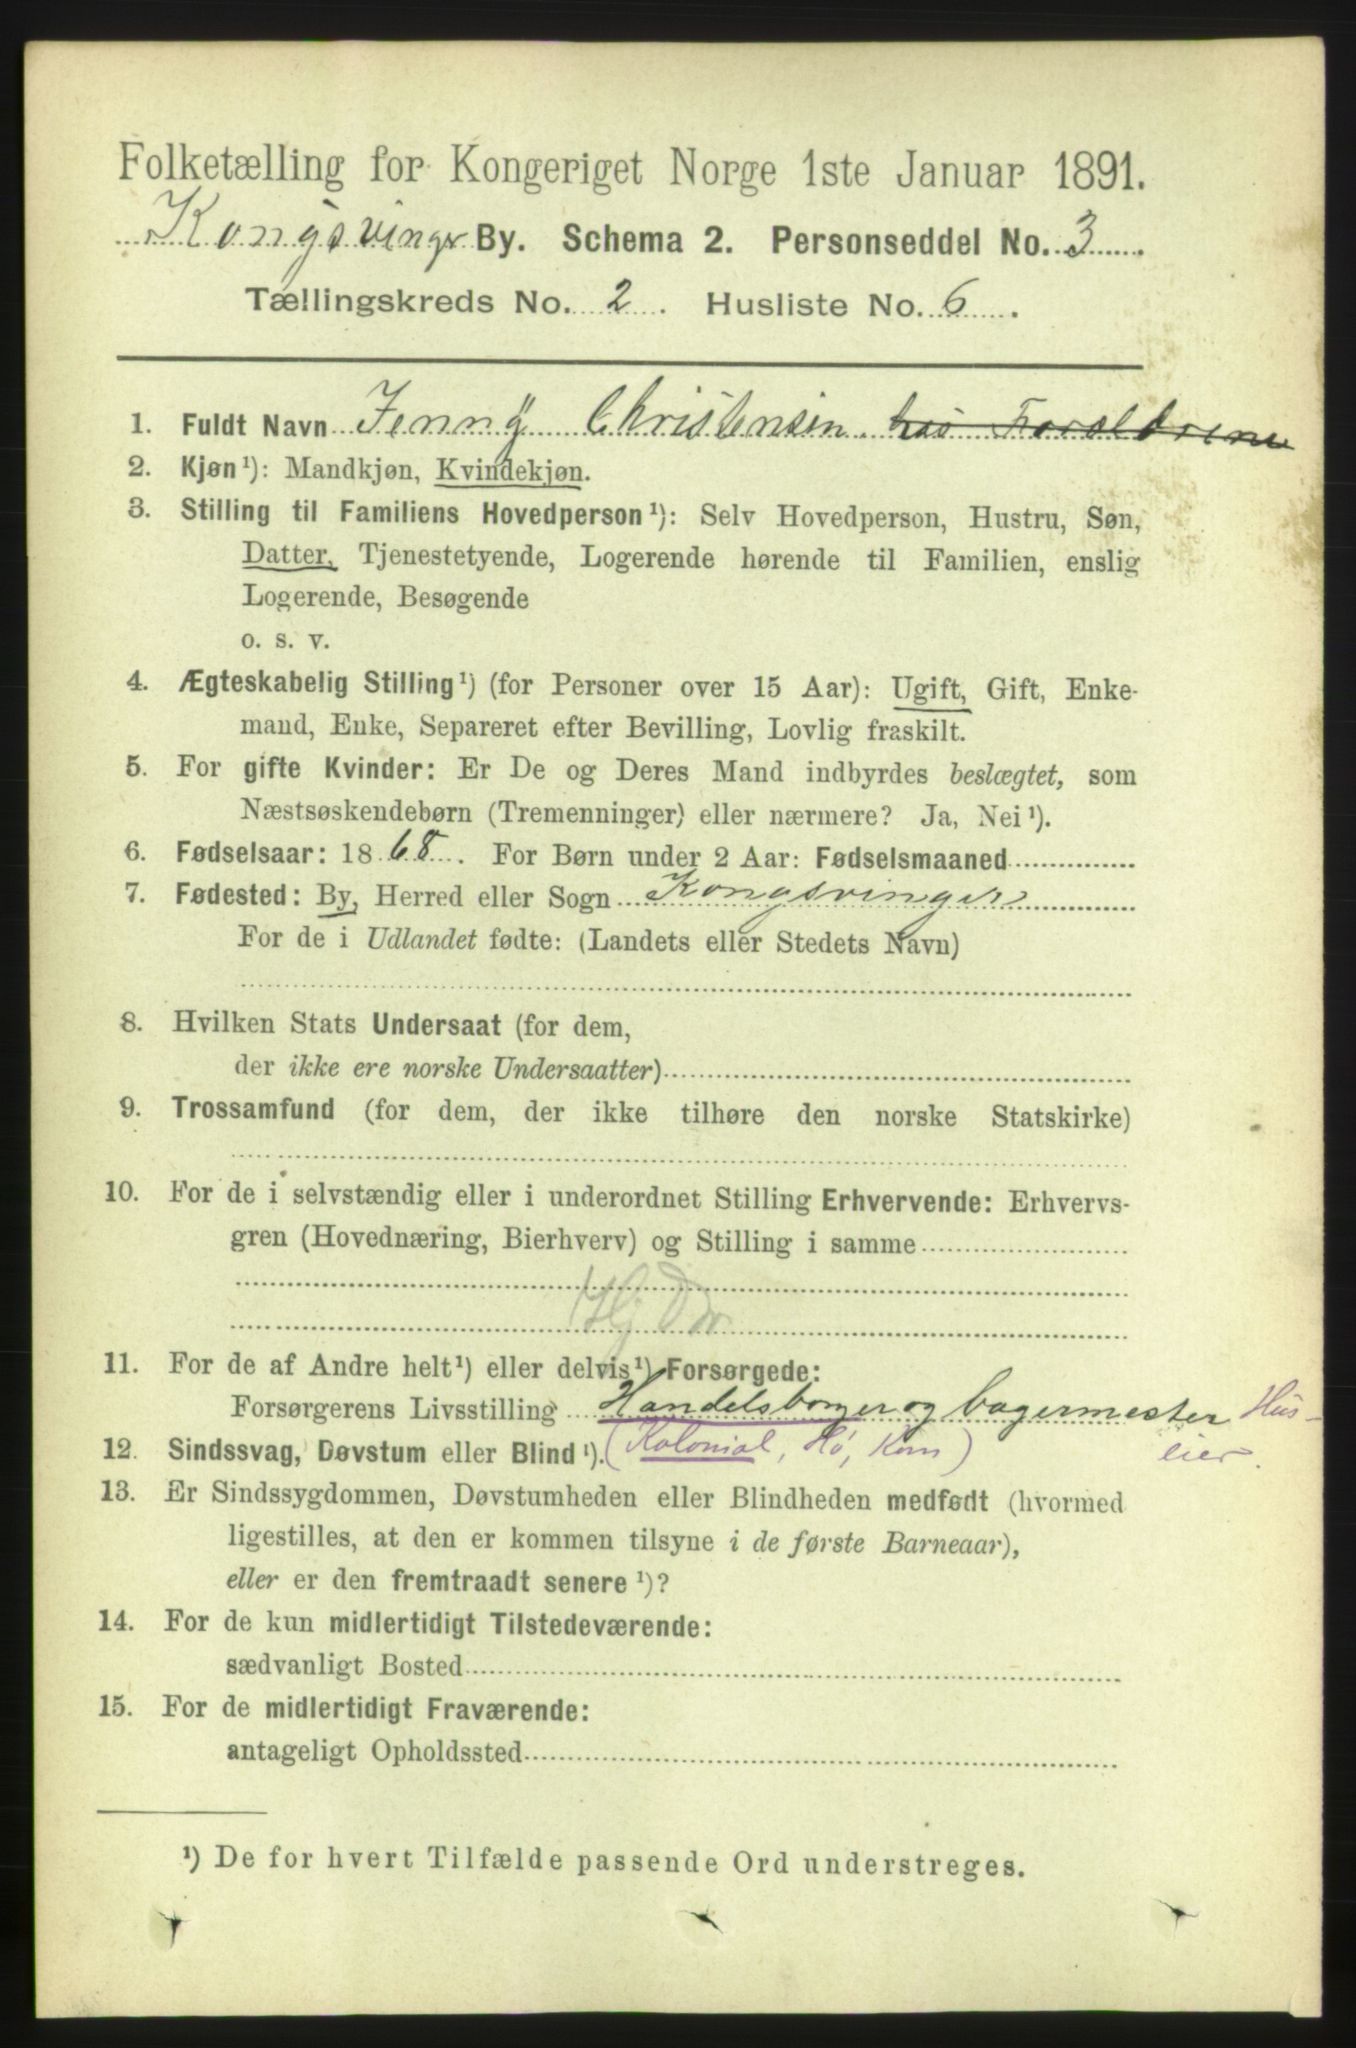 Folketælling for Kongeriget Norge 1ste Januar 1891.
Kongsvinger By. Schema 2. Personseddel No. 3.
Tællingskreds No. 2. Husliste No. 6.
1. Fuldt Navn Jenny Christensen. hos Foreldrene
2. Kjøn¹): Mandkjøn, Kvindekjøn.
3. Stilling til Familiens Hovedperson¹): Selv Hovedperson, Hustru, Søn,
Datter, Tjenestetyende, Logerende hørende til Familien, enslig
Logerende, Besøgende
o. s. v.
4. Ægteskabelig Stilling¹) (for Personer over 15 Aar): Ugift, Gift, Enke-
mand, Enke, Separeret efter Bevilling, Lovlig fraskilt.
5. For gifte Kvinder: Er De og Deres Mand indbyrdes beslægtet, som
Næstsøskendebørn (Tremenninger) eller nærmere? Ja, Nei¹).
6. Fødselsaar: 1868. For Børn under 2 Aar: Fødselsmaaned
7. Fødested: By, Herred eller Sogn Kongsvinger
For de i Udlandet fødte: (Landets eller Stedets Navn)
8. Hvilken Stats Undersaat (for dem,
der ikke ere norske Undersaatter)
9. Trossamfund (for dem, der ikke tilhøre den norske Statskirke)
10. For de i selvstændig eller i underordnet Stilling Erhvervende: Erhvervs-
gren (Hovednæring, Bierhverv) og Stilling i samme
Hj Dtr
11. For de af Andre helt¹) eller delvis¹) Forsørgede:
Forsørgerens Livsstilling Handelsborger og bagermester Hus-
12. Sindssvag, Døvstum eller Blind¹). (Kolonial, Hø, Korn) eier.
13. Er Sindssygdommen, Døvstumheden eller Blindheden medfødt (hvormed
ligestilles, at den er kommen tilsyne i de første Barneaar),
eller er den fremtraadt senere¹)?
14. For de kun midlertidigt Tilstedeværende:
sædvanligt Bosted
15. For de midlertidigt Fraværende:
antageligt Opholdssted
¹) De for hvert Tilfælde passende Ord understreges.